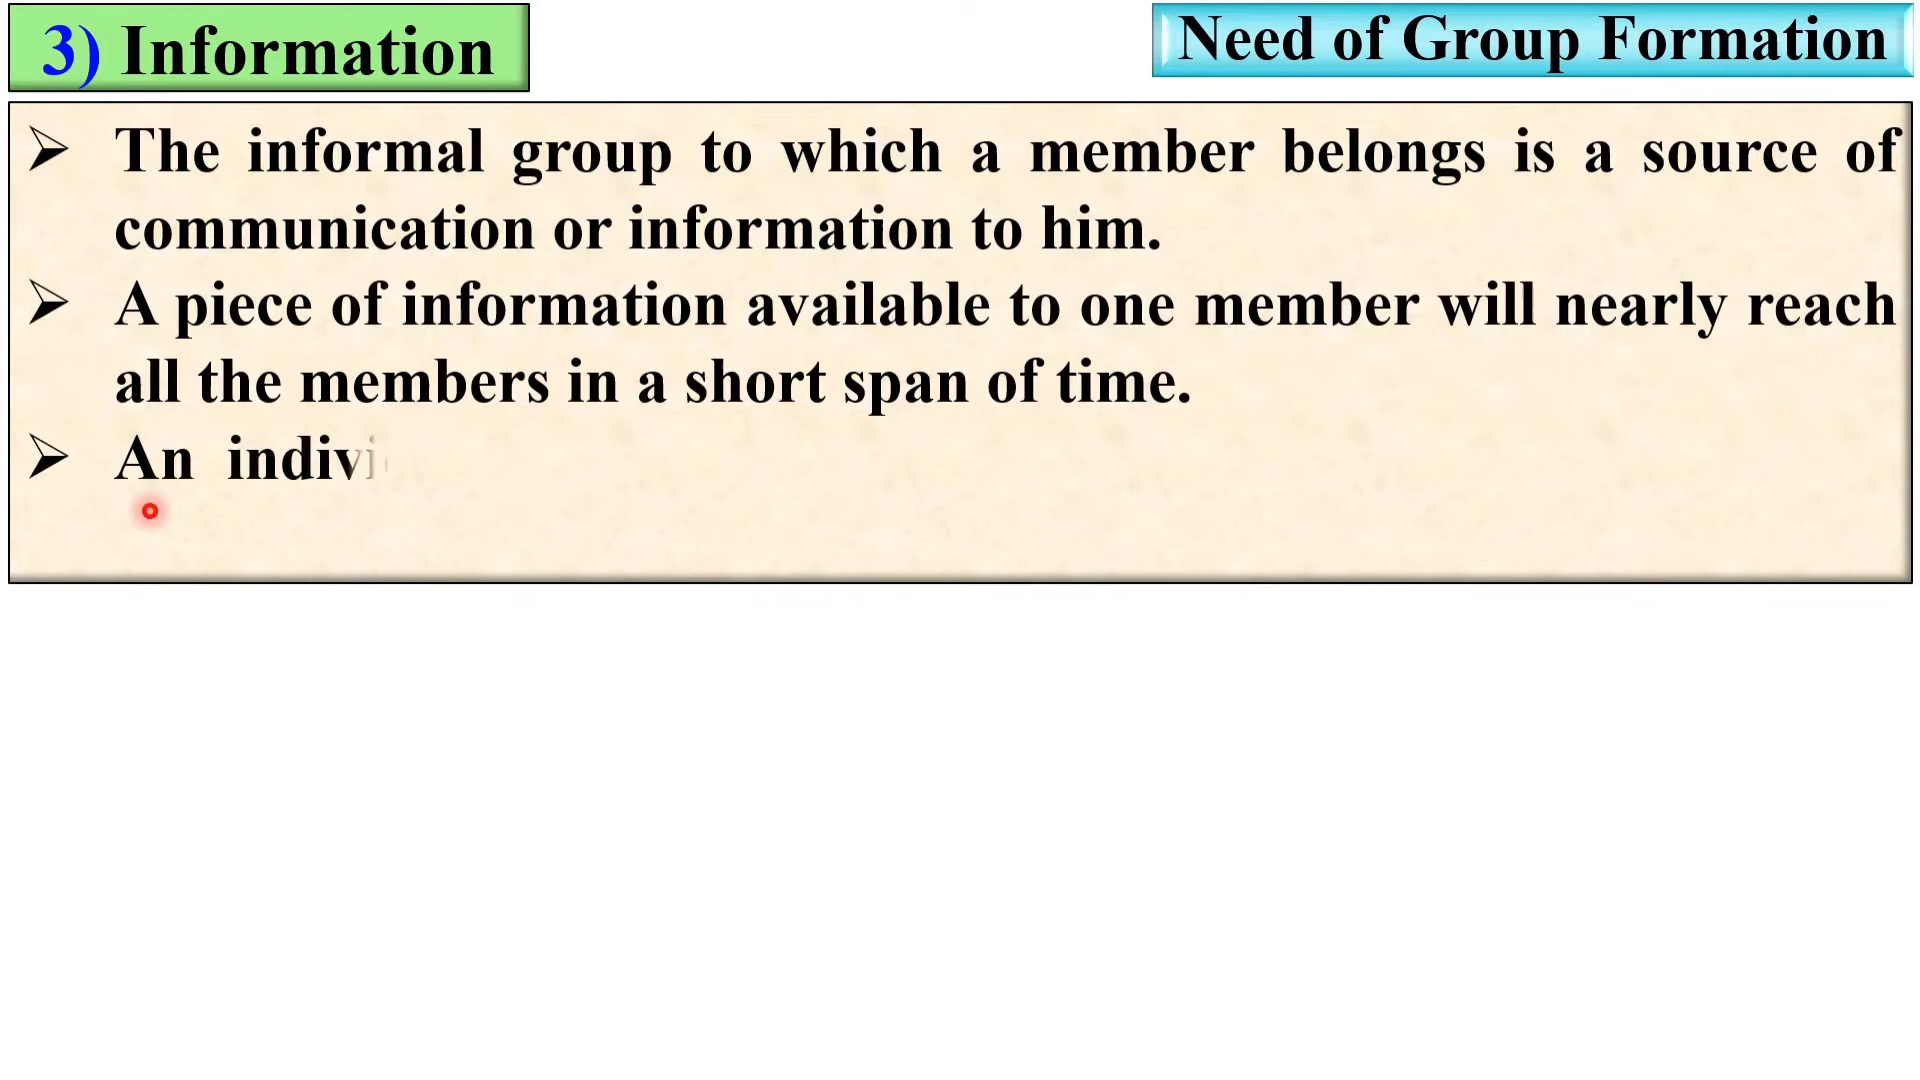 3) Information
Need of Group Formation
➢ The informal group to which a member belongs is a source of
communication or information to him.
➢ A piece of information available to one member will nearly reach
all the members in a short span of time.
➢ An